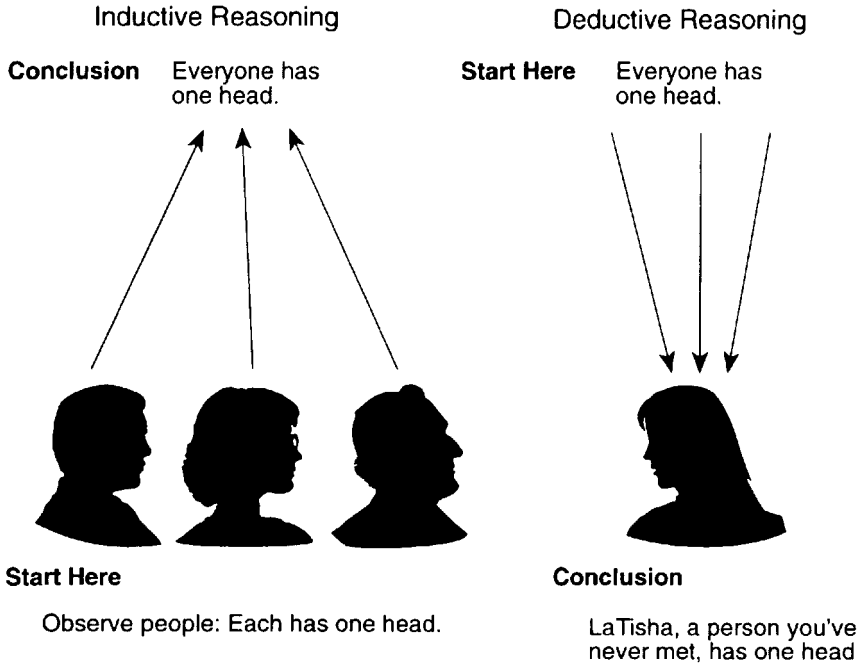 Inductive Reasoning
Conclusion Everyone has
one head.
Start Here
Observe people: Each has one head.
Deductive Reasoning
Start Here Everyone has
one head.
Conclusion
LaTisha, a person you've
never met, has one head